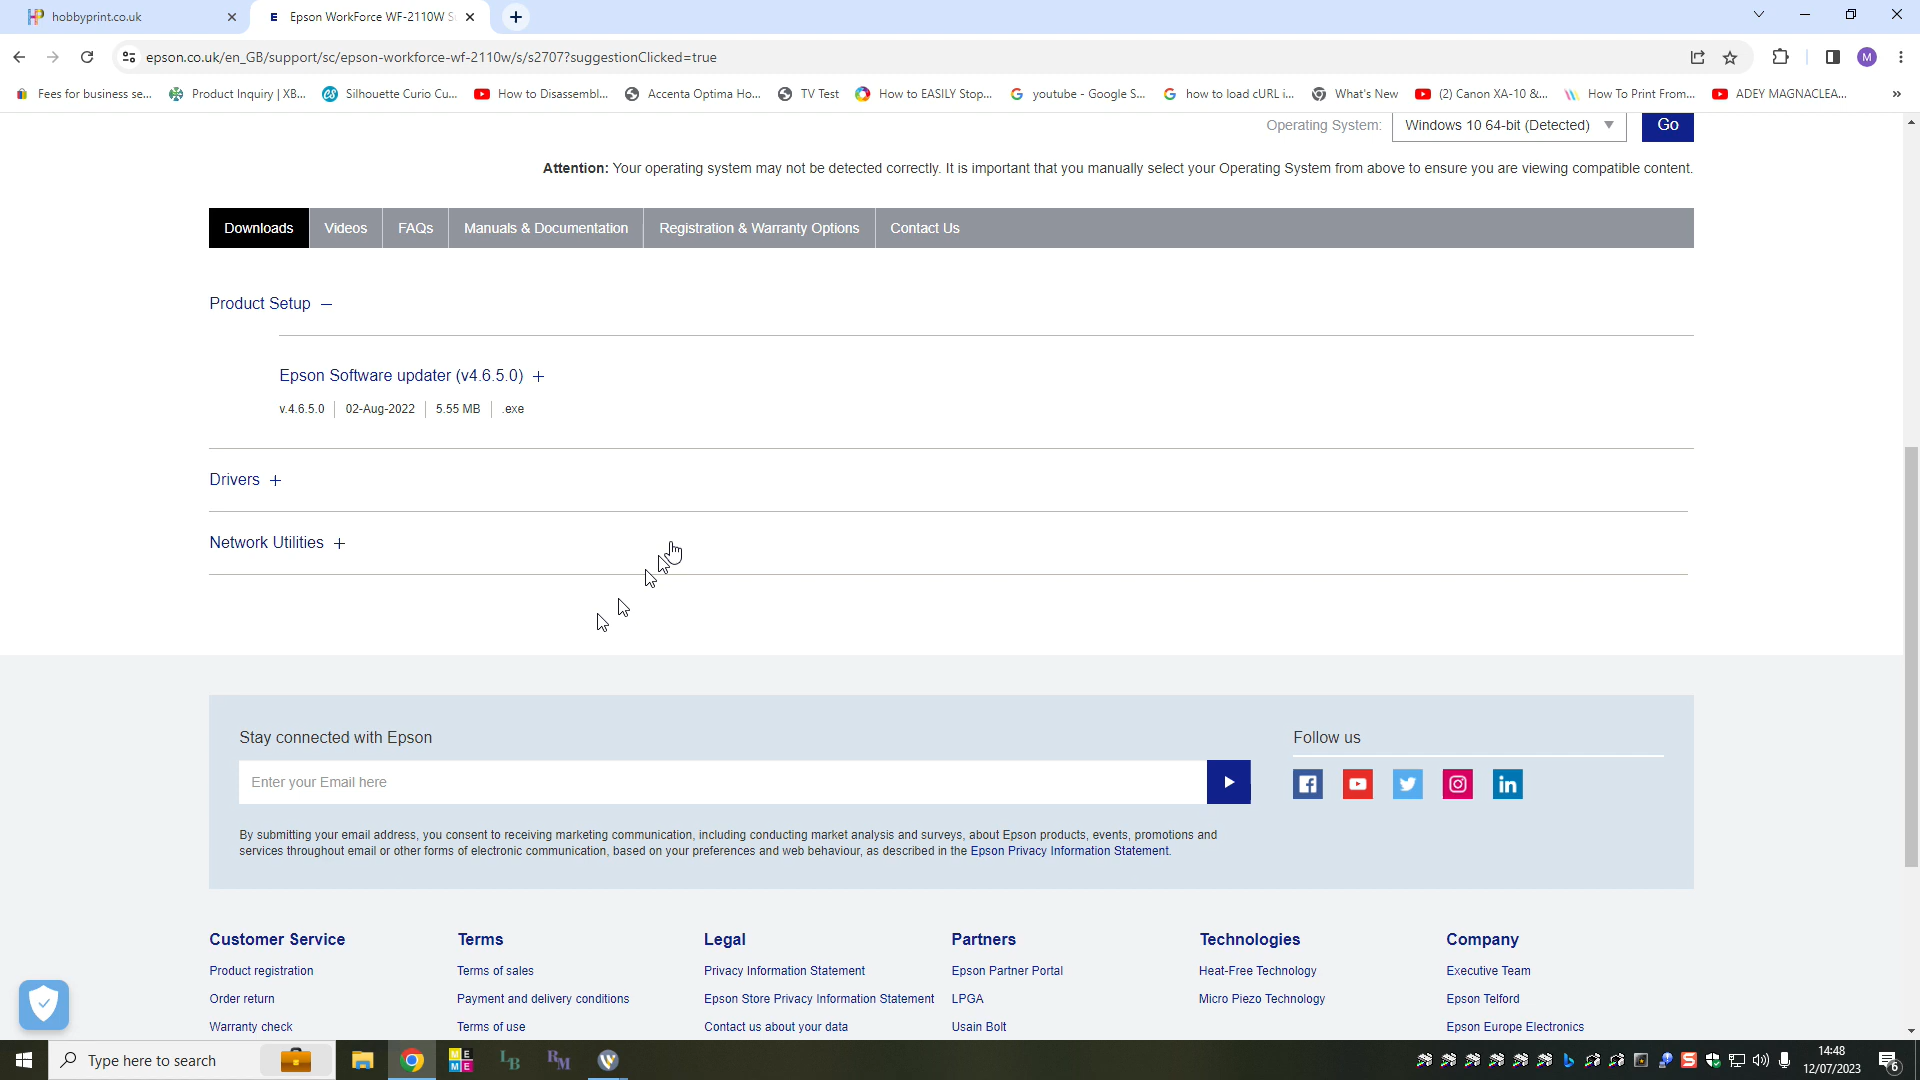 hobbyprint.co.uk
E Epson WorkForce WF-2110W S
epson.co.uk/en_GB/support/sc/epson-workforce-wf-2110w/s/s2707?suggestionClicked=true
M
Fees for business se...
Product Inquiry | XB...
CS Silhouette Curio Cu...
How to Disassembl...
Accenta Optima Ho...
TV Test
How to EASILY Stop...
G youtube - Google S...
G how to load cURL i...
What's New
(2) Canon XA-10 &...
How To Print From...
ADEY MAGNACLEA...
»
Operating System: Windows 10 64-bit (Detected) Go
Attention: Your operating system may not be detected correctly. It is important that you manually select your Operating System from above to ensure you are viewing compatible content.
Downloads Videos FAQs Manuals & Documentation Registration & Warranty Options Contact Us
Product Setup —
Epson Software updater (v4.6.5.0) +
v.4.6.5.0 02-Aug-2022 5.55 MB .exe
Drivers +
Network Utilities +
Stay connected with Epson
Follow us
Enter your Email here
By submitting your email address, you consent to receiving marketing communication, including conducting market analysis and surveys, about Epson products, events, promotions and
services throughout email or other forms of electronic communication, based on your preferences and web behaviour, as described in the Epson Privacy Information Statement.
Customer Service Terms Legal Partners Technologies Company
Product registration Terms of sales Privacy Information Statement Epson Partner Portal Heat-Free Technology Executive Team
Order return Payment and delivery conditions Epson Store Privacy Information Statement LPGA Micro Piezo Technology Epson Telford
Warranty check Terms of use Contact us about your data Usain Bolt Epson Europe Electronics
Type here to search
ME
ME
LB
RM
14:48
12/07/2023
6